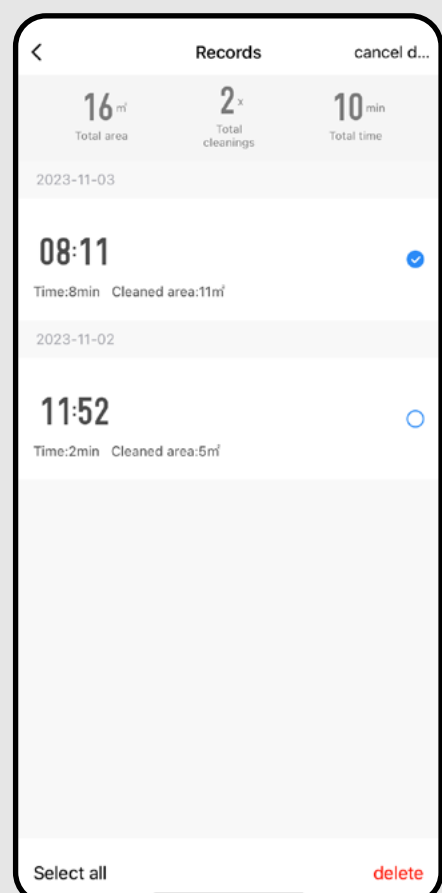 Records
cancel d...
16㎡
Total area
2x
Total
cleanings
10min
Total time
2023-11-03
08:11
Time:8min Cleaned area:11㎡
2023-11-02
11:52
Time:2min Cleaned area:5㎡
Select all
delete